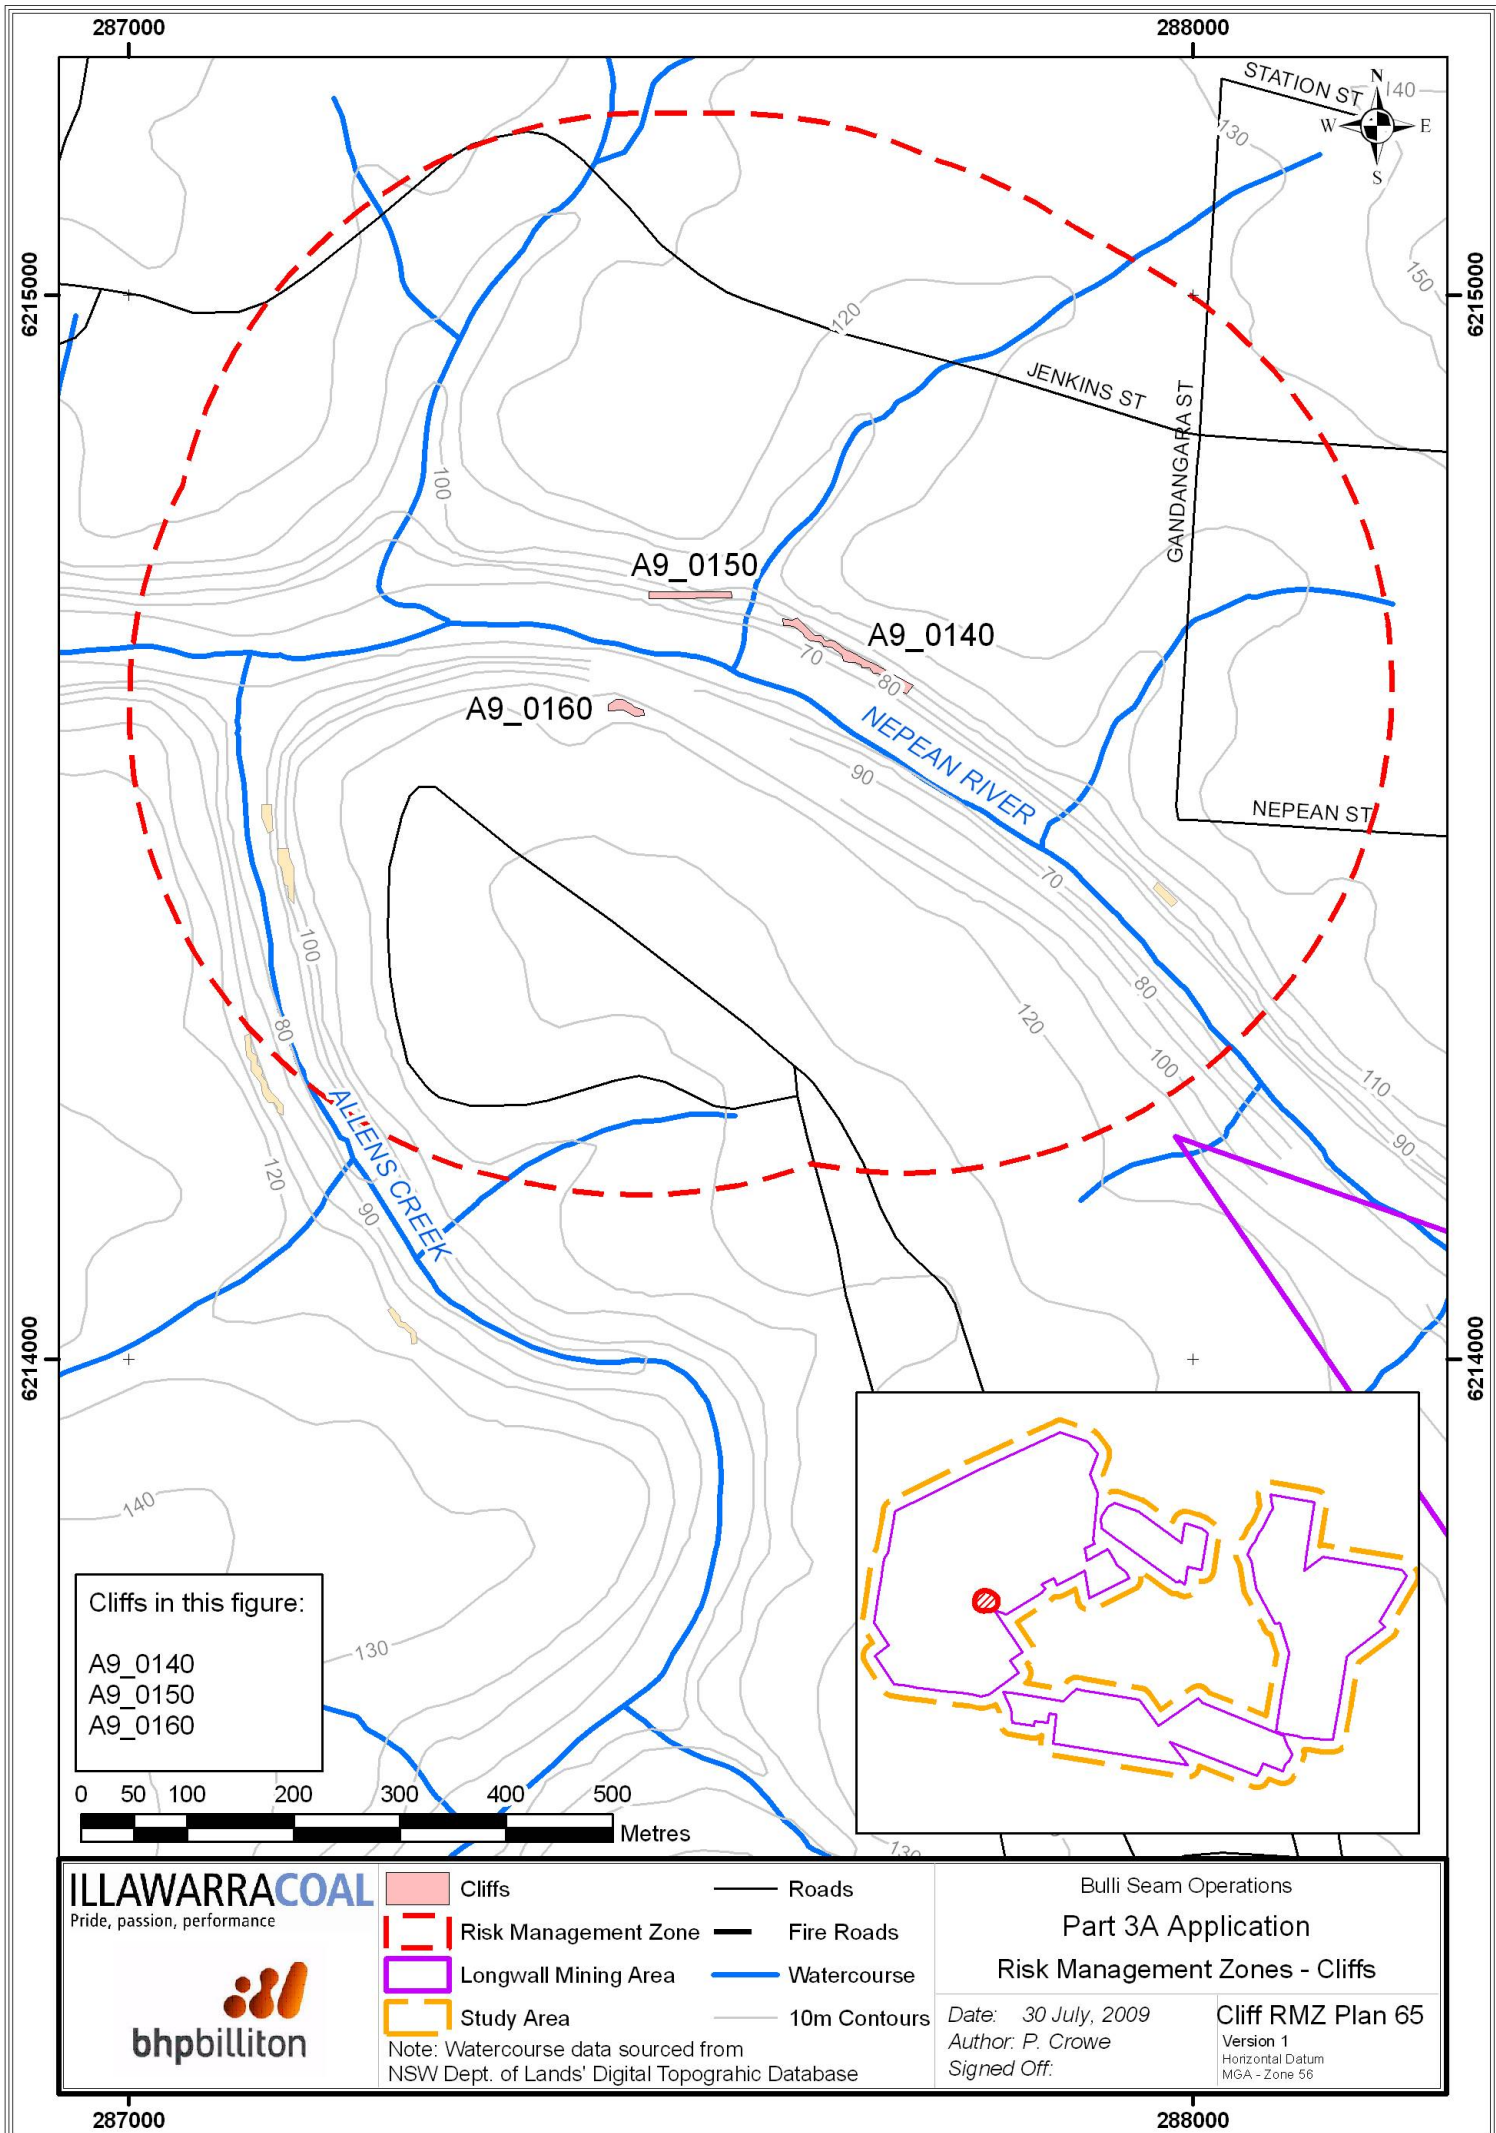 287000
288000
STATION ST
N
W
E
S
140
130
6215000
6215000
150
120
JENKINS ST
GANDANGARA ST
100
A9_0150
A9_0140
70
80
A9_0160
NEPEAN RIVER
90
NEPEAN ST
70
100
80
80
120
100
110
ALLENS CREEK
90
120
90
6214000
6214000
140
130
Cliffs in this figure:
A9_0140
A9_0150
A9_0160
0 50 100 200 300 400 500
Metres
130
ILLAWARRACOAL
Pride, passion, performance
bhpbilliton
Cliffs
Risk Management Zone
Longwall Mining Area
Study Area
Roads
Fire Roads
Watercourse
10m Contours
Note: Watercourse data sourced from
NSW Dept. of Lands' Digital Topograhic Database
Bulli Seam Operations
Part 3A Application
Risk Management Zones - Cliffs
Date: 30 July, 2009
Author: P. Crowe
Signed Off:
Cliff RMZ Plan 65
Version 1
Horizontal Datum
MGA - Zone 56
287000
288000